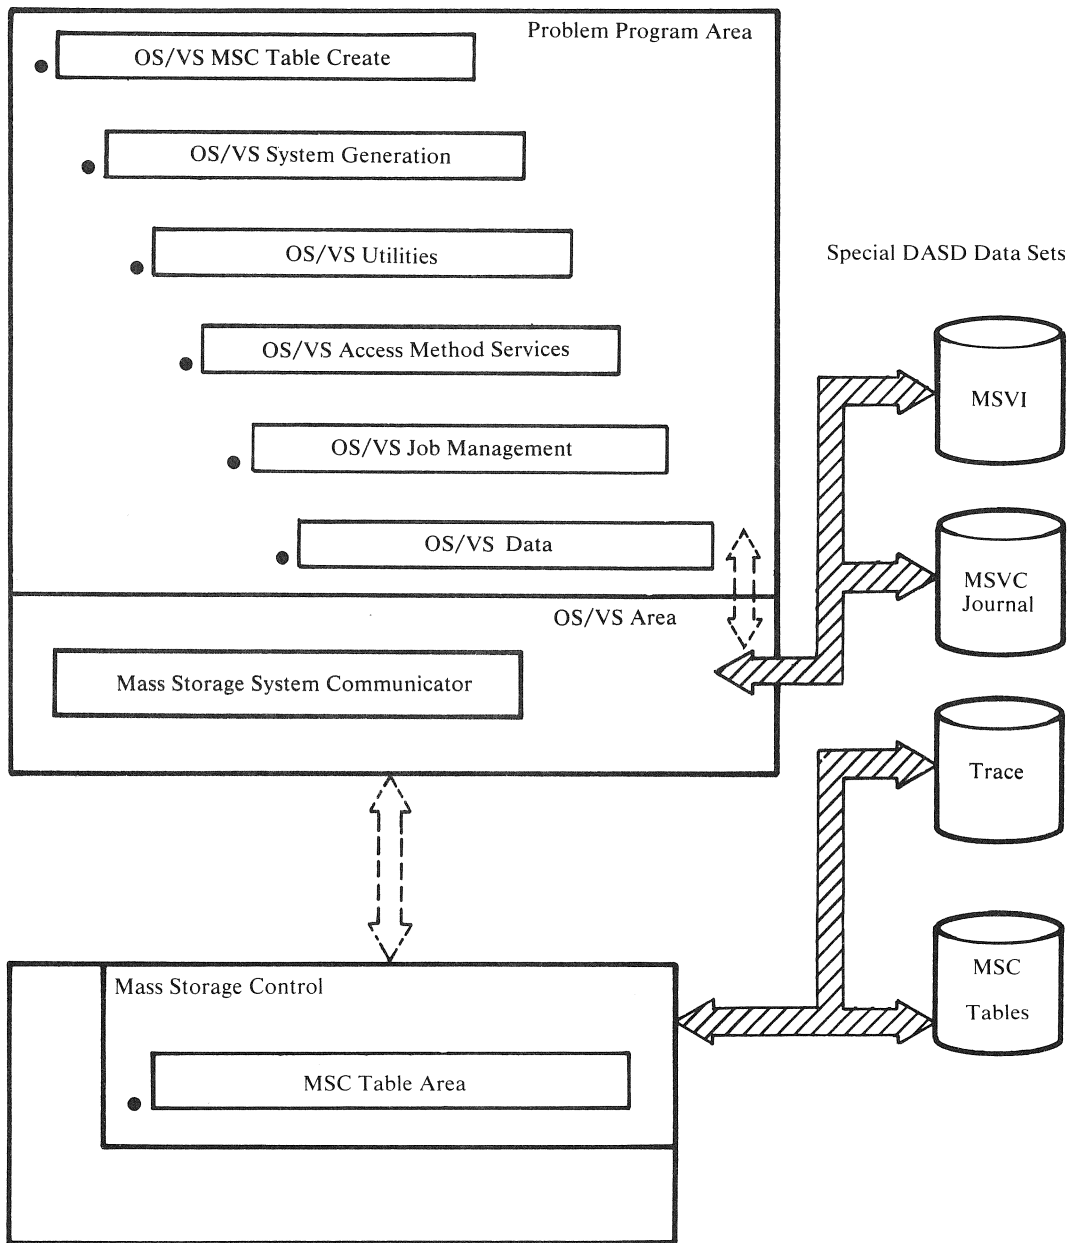 Problem Program Area
OS/VS MSC Table Create
OS/VS System Generation
OS/VS Utilities
OS/VS Access Method Services
OS/VS Job Management
OS/VS Data
OS/VS Area
Mass Storage System Communicator
Special DASD Data Sets
MSVI
MSVC
Journal
Trace
MSC
Tables
Mass Storage Control
MSC Table Area